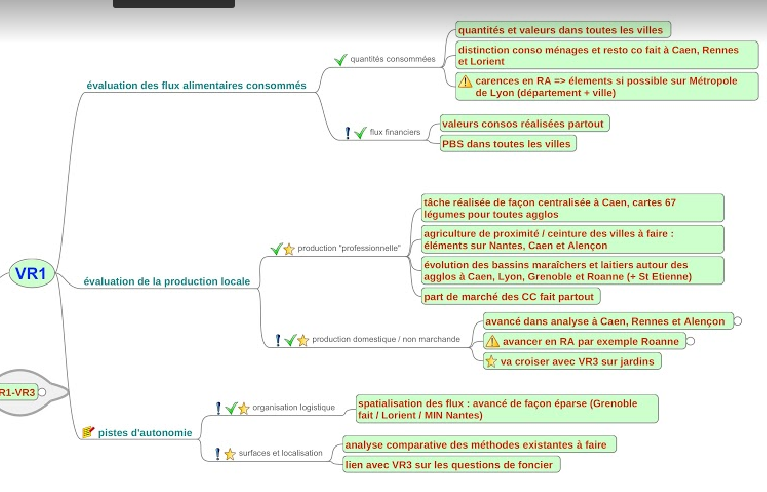 VR1
R1-VR3
évaluation des flux alimentaires consommés
quantités consommées
quantités et valeurs dans toutes les villes
distinction conso ménages et resto co fait à Caen, Rennes
et Lorient
carences en RA => élements si possible sur Métropole
de Lyon (département + ville)
flux financiers
valeurs consos réalisées partout
PBS dans toutes les villes
évaluation de la production locale
production "professionnelle"
tâche réalisée de façon centralisée à Caen, cartes 67
légumes pour toutes agglos
agriculture de proximité / ceinture des villes à faire :
éléments sur Nantes, Caen et Alençon
évolution des bassins maraîchers et laitiers autour des
agglos à Caen, Lyon, Grenoble et Roanne (+ St Etienne)
part de marché des CC fait partout
production domestique / non marchande
avancé dans analyse à Caen, Rennes et Alençon
avancer en RA par exemple Roanne
va croiser avec VR3 sur jardins
pistes d'autonomie
organisation logistique
spatialisation des flux : avancé de façon éparse (Grenoble
fait / Lorient / MIN Nantes)
surfaces et localisation
analyse comparative des méthodes existantes à faire
lien avec VR3 sur les questions de foncier